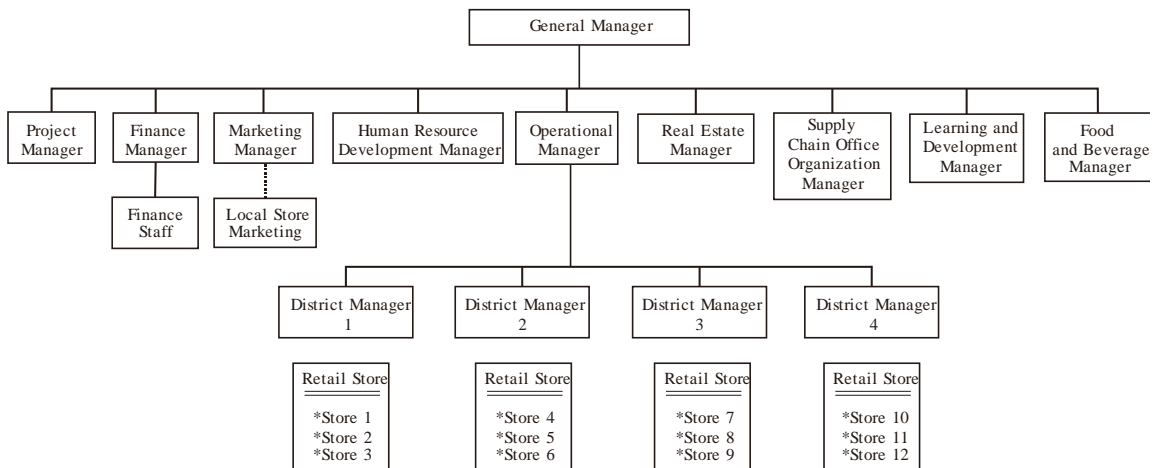 General Manager
Project
Manager
Finance
Manager
Marketing
Manager
Human Resource
Development Manager
Operational
Manager
Real Estate
Manager
Supply
Chain Office
Organization
Manager
Learning and
Development
Manager
Food
and Beverage
Manager
Finance
Staff
Local Store
Marketing
District Manager
1
District Manager
2
District Manager
3
District Manager
4
Retail Store
*Store 1
*Store 2
*Store 3
Retail Store
*Store 4
*Store 5
*Store 6
Retail Store
*Store 7
*Store 8
*Store 9
Retail Store
*Store 10
*Store 11
*Store 12